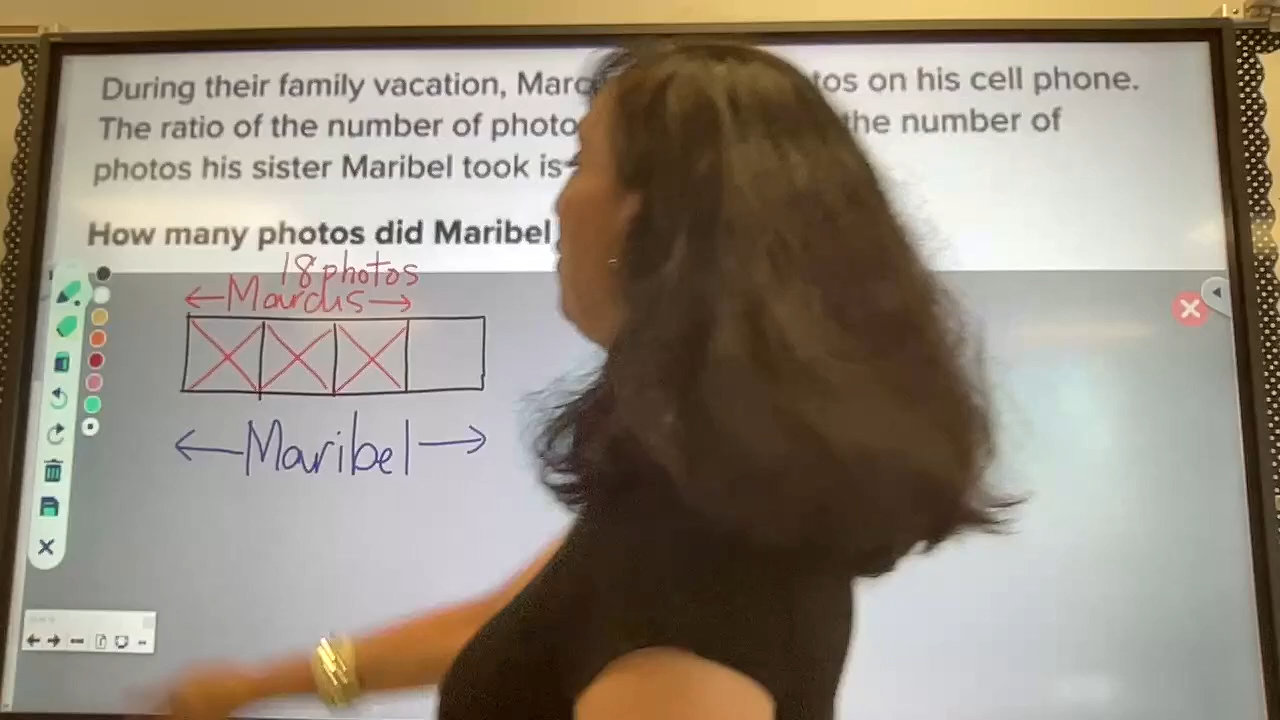 During their family vacation, Marc tos on his cell phone.
The ratio of the number of photo the number of
photos his sister Maribel took is
How many photos did Maribel
18 photos
Marcus
Maribel